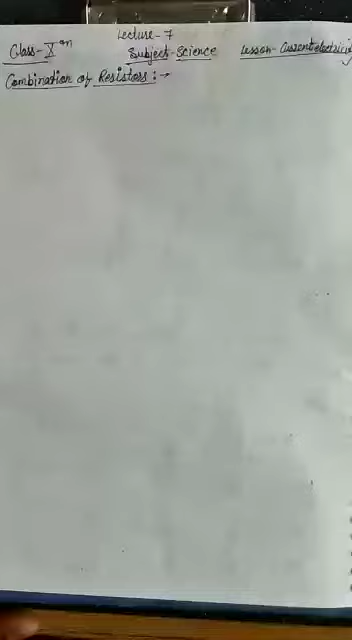 Lecture-7
Class-Xth Subject-Science Lesson-Current electricity
Combination of Resistors:→